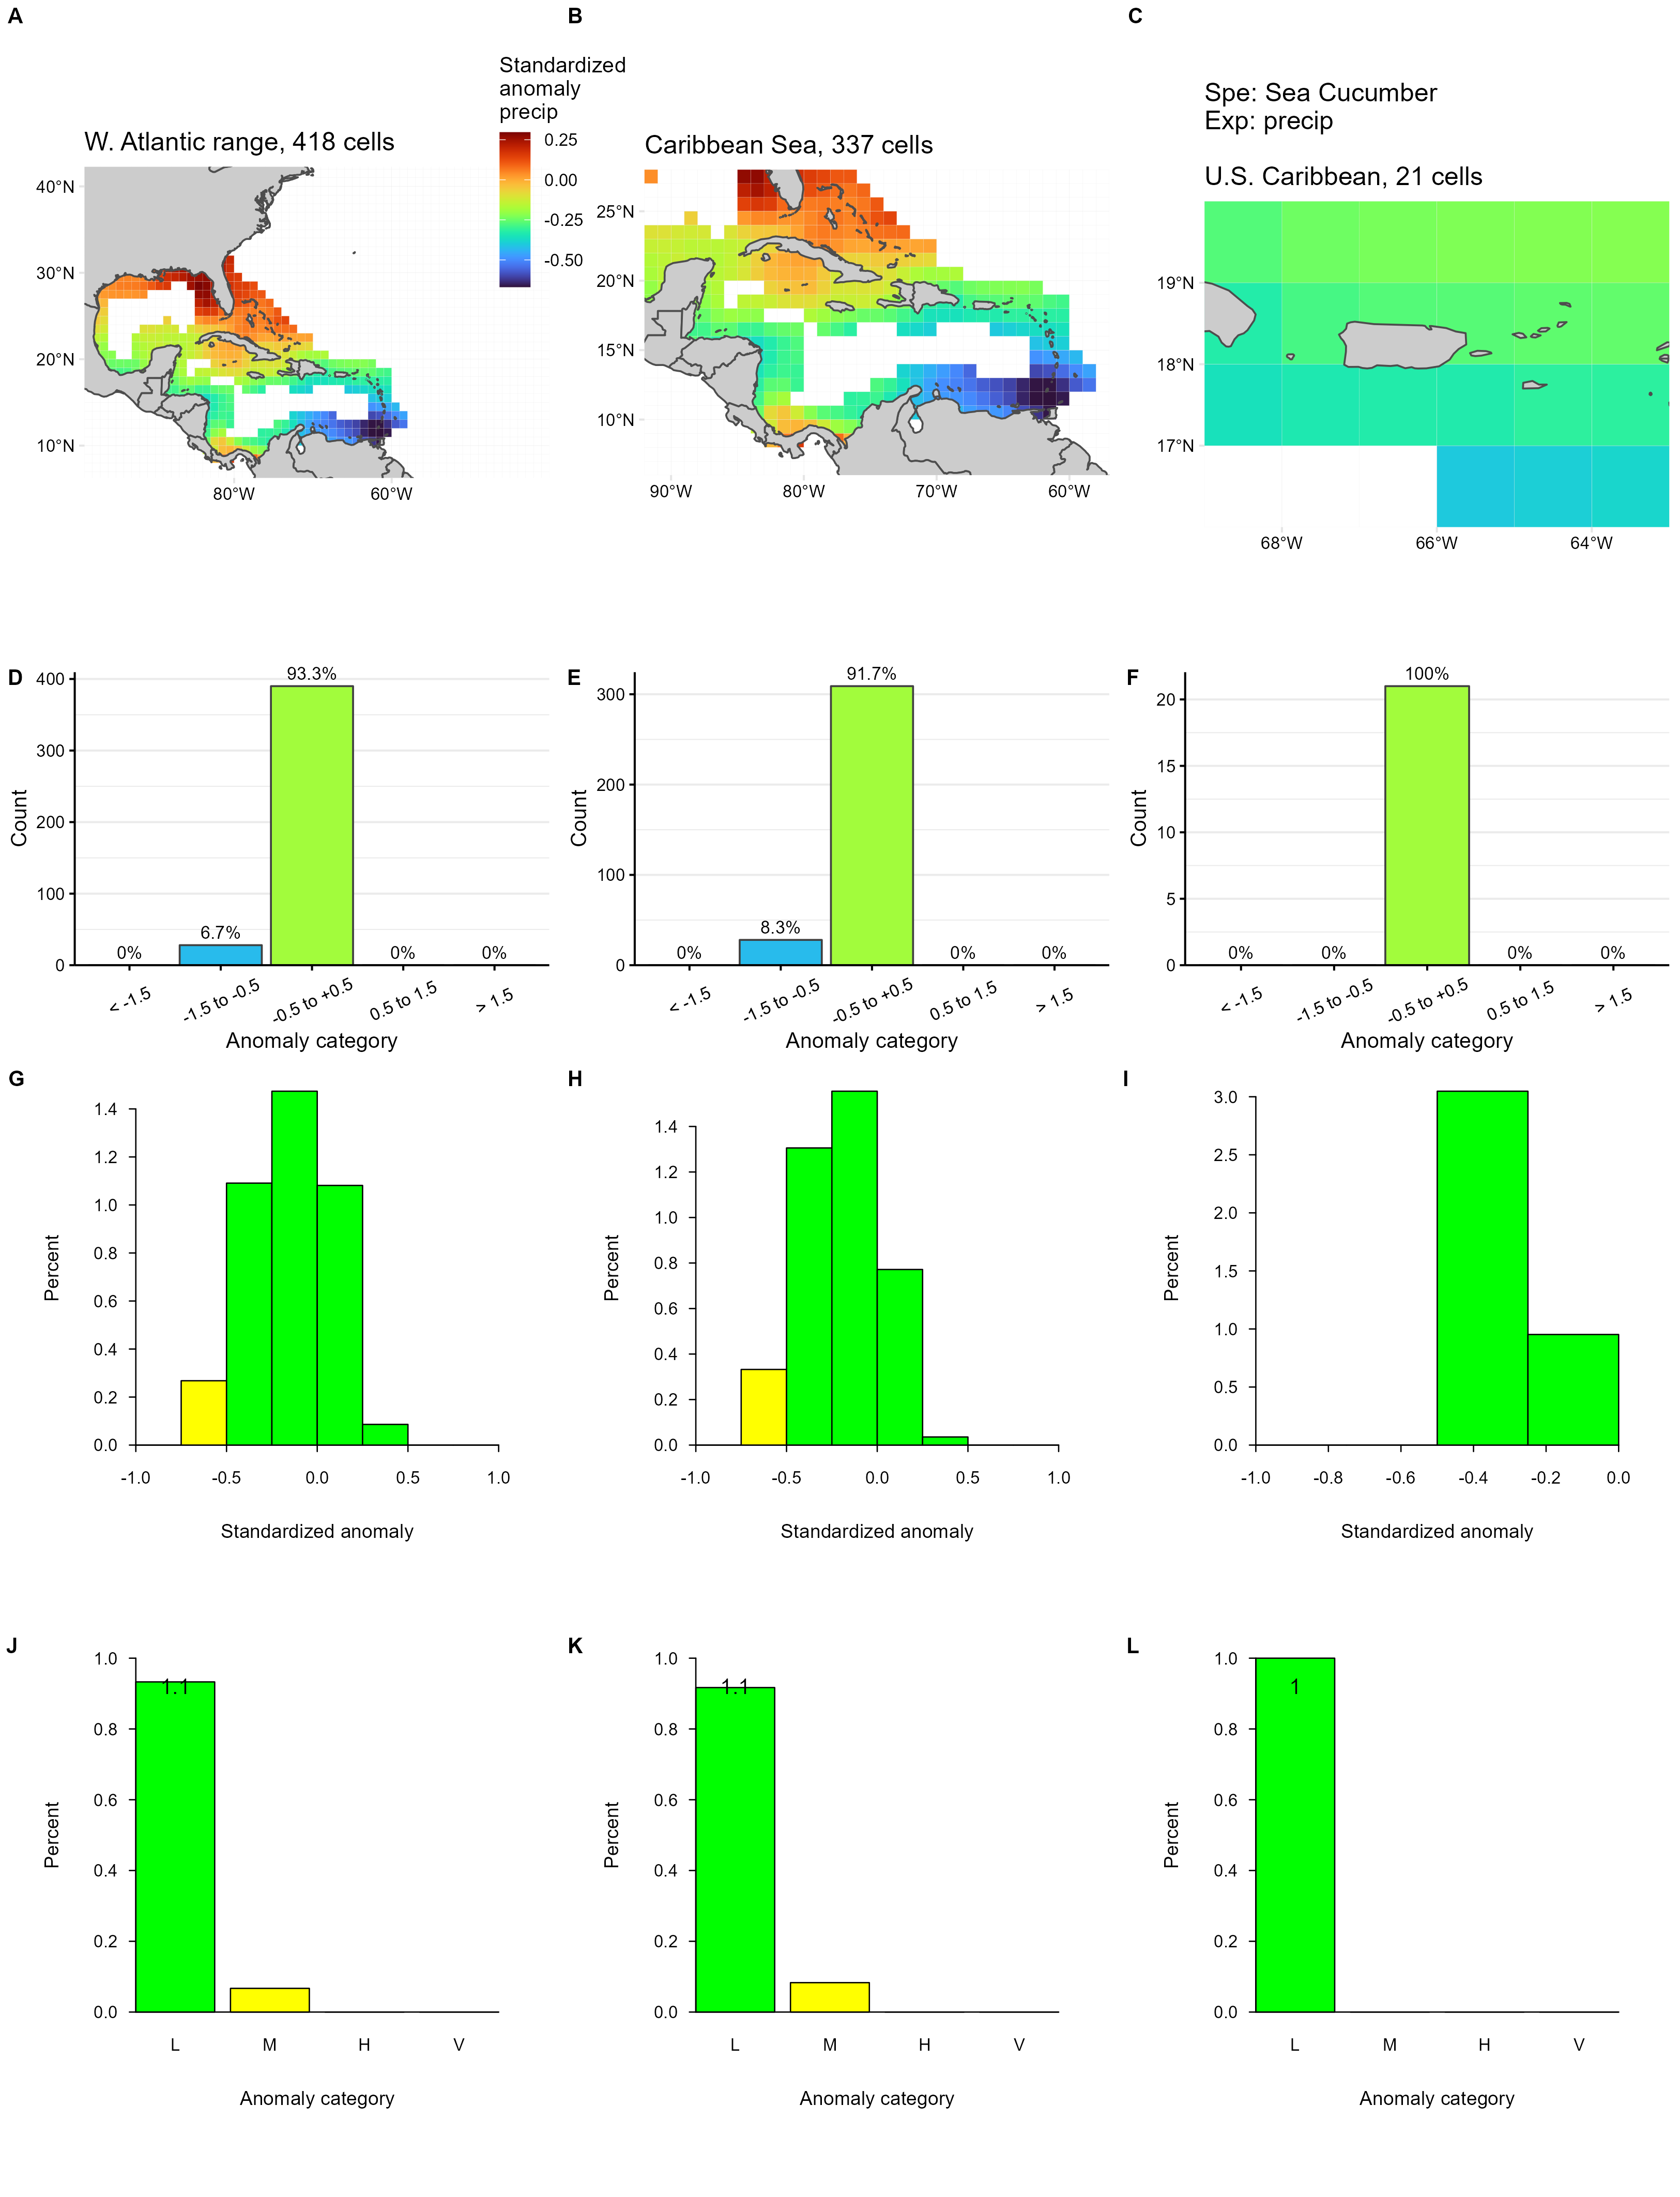 A
B
C
Standardized
anomaly
precip
0.25
0.00
-0.25
-0.50
W. Atlantic range, 418 cells
40°N
30°N
20°N
10°N
80°W
60°W
Caribbean Sea, 337 cells
25°N
20°N
15°N
10°N
90°W
80°W
70°W
60°W
Spe: Sea Cucumber
Exp: precip
U.S. Caribbean, 21 cells
19°N
18°N
17°N
68°W
66°W
64°W
D
400
300
200
100
0
Count
0%
6.7%
93.3%
0%
0%
< -1.5
-1.5 to -0.5
-0.5 to +0.5
0.5 to 1.5
> 1.5
Anomaly category
E
300
200
100
0
Count
0%
8.3%
91.7%
0%
0%
< -1.5
-1.5 to -0.5
-0.5 to +0.5
0.5 to 1.5
> 1.5
Anomaly category
F
20
15
10
5
0
Count
0%
0%
100%
0%
0%
< -1.5
-1.5 to -0.5
-0.5 to +0.5
0.5 to 1.5
> 1.5
Anomaly category
G
1.4
1.2
1.0
0.8
0.6
0.4
0.2
0.0
Percent
-1.0
-0.5
0.0
0.5
1.0
Standardized anomaly
H
1.4
1.2
1.0
0.8
0.6
0.4
0.2
0.0
Percent
-1.0
-0.5
0.0
0.5
1.0
Standardized anomaly
I
3.0
2.5
2.0
1.5
1.0
0.5
0.0
Percent
-1.0
-0.8
-0.6
-0.4
-0.2
0.0
Standardized anomaly
J
1.0
0.8
0.6
0.4
0.2
0.0
Percent
1.1
L
M
H
V
Anomaly category
K
1.0
0.8
0.6
0.4
0.2
0.0
Percent
1.1
L
M
H
V
Anomaly category
L
1.0
0.8
0.6
0.4
0.2
0.0
Percent
1
L
M
H
V
Anomaly category